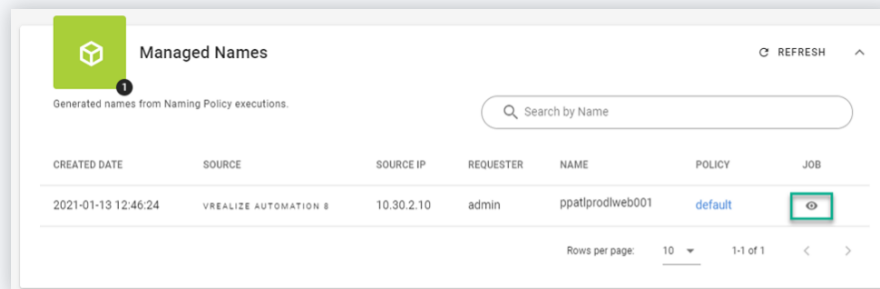 Managed Names
REFRESH
1
Generated names from Naming Policy executions.
Search by Name
CREATED DATE SOURCE SOURCE IP REQUESTER NAME POLICY JOB
2021-01-13 12:46:24 VREALIZE AUTOMATION 8 10.30.2.10 admin ppatlprodlweb001 default
Rows per page: 10 1-1 of 1